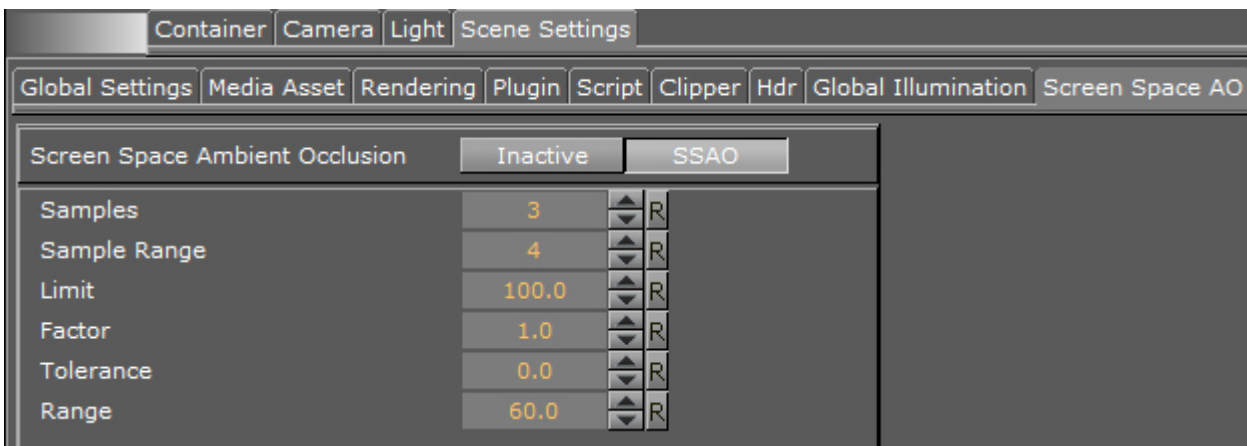 Container Camera Light Scene Settings
Global Settings Media Asset Rendering Plugin Script Clipper Hdr Global Illumination Screen Space AO
Screen Space Ambient Occlusion Inactive SSAO
Samples 3 R
Sample Range 4 R
Limit 100.0 R
Factor 1.0 R
Tolerance 0.0 R
Range 60.0 R